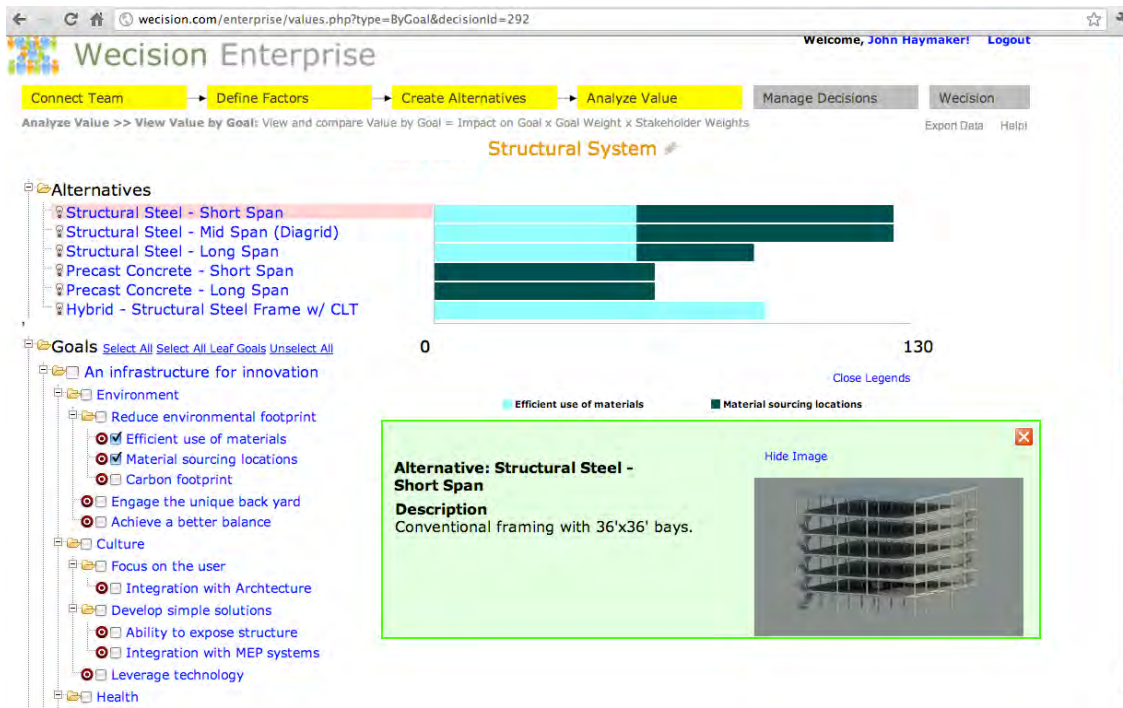 wecision.com/enterprise/values.php?type=ByGoal&decisionId=292
Welcome, John Haymaker! Logout
Wecision Enterprise
Connect Team Define Factors Create Alternatives Analyze Value Manage Decisions Wecision
Analyze Value >> View Value by Goal: View and compare Value by Goal = Impact on Goal x Goal Weight x Stakeholder Weights
Export Data Help!
Structural System
Alternatives
Structural Steel - Short Span
Structural Steel - Mid Span (Diagrid)
Structural Steel - Long Span
Precast Concrete - Short Span
Precast Concrete - Long Span
Hybrid - Structural Steel Frame w/ CLT
Goals Select All Select All Leaf Goals Unselect All
0 130
Close Legends
Efficient use of materials Material sourcing locations
An infrastructure for innovation
Environment
Reduce environmental footprint
Efficient use of materials
Material sourcing locations
Carbon footprint
Engage the unique back yard
Achieve a better balance
Culture
Focus on the user
Integration with Archtecture
Develop simple solutions
Ability to expose structure
Integration with MEP systems
Leverage technology
Health
Hide Image
Alternative: Structural Steel -
Short Span
Description
Conventional framing with 36'x36' bays.